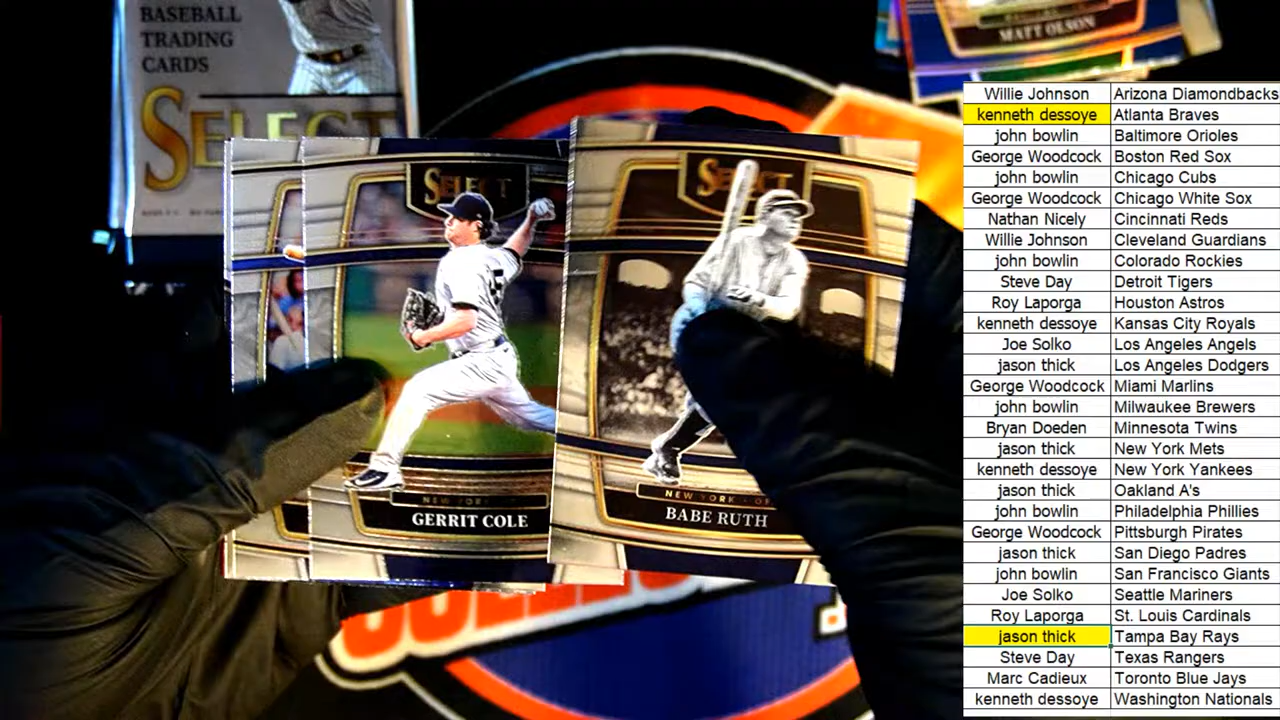 BASEBALL
TRADING
CARDS
SELECT
MATT OLSON
SELECT
GERRIT COLE
SELECT
NEW YORK
BABE RUTH
Willie Johnson Arizona Diamondbacks
kenneth dessoye Atlanta Braves
john bowlin Baltimore Orioles
George Woodcock Boston Red Sox
john bowlin Chicago Cubs
George Woodcock Chicago White Sox
Nathan Nicely Cincinnati Reds
Willie Johnson Cleveland Guardians
john bowlin Colorado Rockies
Steve Day Detroit Tigers
Roy Laporga Houston Astros
kenneth dessoye Kansas City Royals
Joe Solko Los Angeles Angels
jason thick Los Angeles Dodgers
George Woodcock Miami Marlins
john bowlin Milwaukee Brewers
Bryan Doeden Minnesota Twins
jason thick New York Mets
kenneth dessoye New York Yankees
jason thick Oakland A's
john bowlin Philadelphia Phillies
George Woodcock Pittsburgh Pirates
jason thick San Diego Padres
john bowlin San Francisco Giants
Joe Solko Seattle Mariners
Roy Laporga St. Louis Cardinals
jason thick Tampa Bay Rays
Steve Day Texas Rangers
Marc Cadieux Toronto Blue Jays
kenneth dessoye Washington Nationals